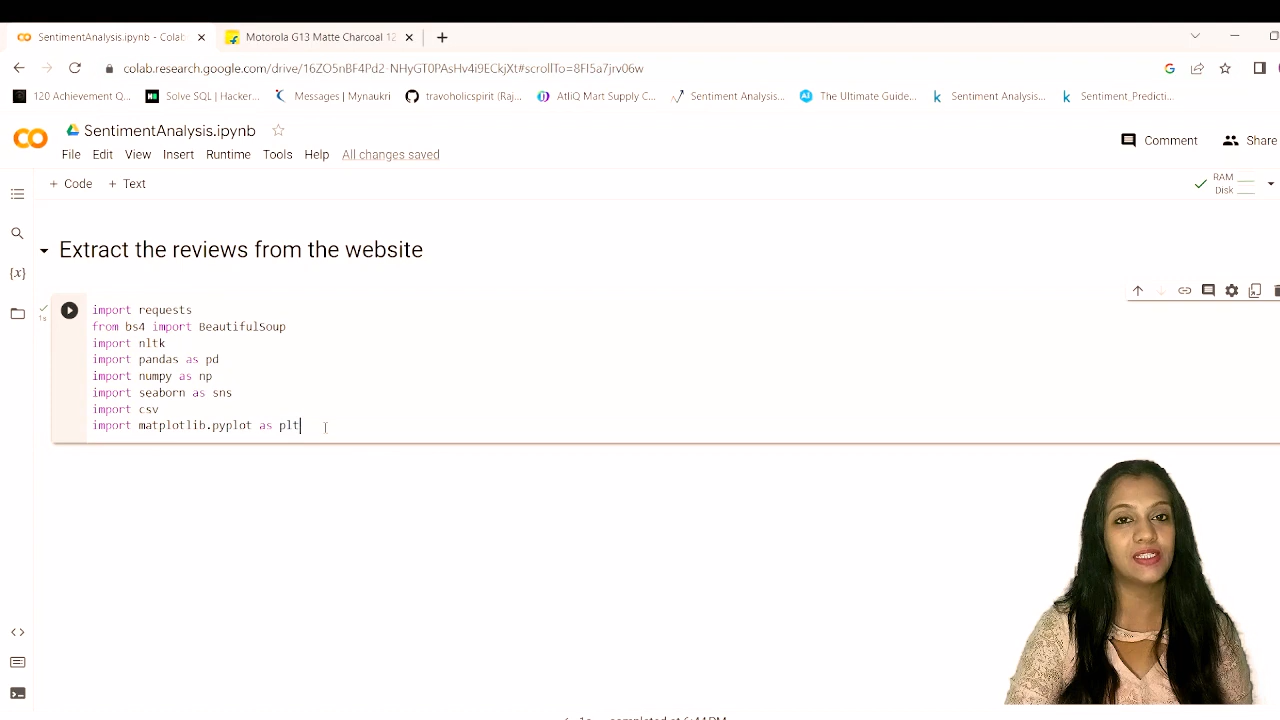 SentimentAnalysis.ipynb - Colab
Motorola G13 Matte Charcoal 12
colab.research.google.com/drive/16ZO5nBF4Pd2-NHyGT0PAsHv4i9ECkjXt#scrollTo=8FI5a7jrv06w
120 Achievement Q...
Solve SQL | Hacker...
Messages | Mynaukri
travoholicspirit (Raj...
AtliQ Mart Supply C...
Sentiment Analysis...
The Ultimate Guide...
Sentiment Analysis...
Sentiment_Predicti...
SentimentAnalysis.ipynb
File Edit View Insert Runtime Tools Help All changes saved
Comment
Share
+ Code + Text
RAM
Disk
Extract the reviews from the website
1s
import requests
from bs4 import BeautifulSoup
import nltk
import pandas as pd
import numpy as np
import seaborn as sns
import csv
import matplotlib.pyplot as plt